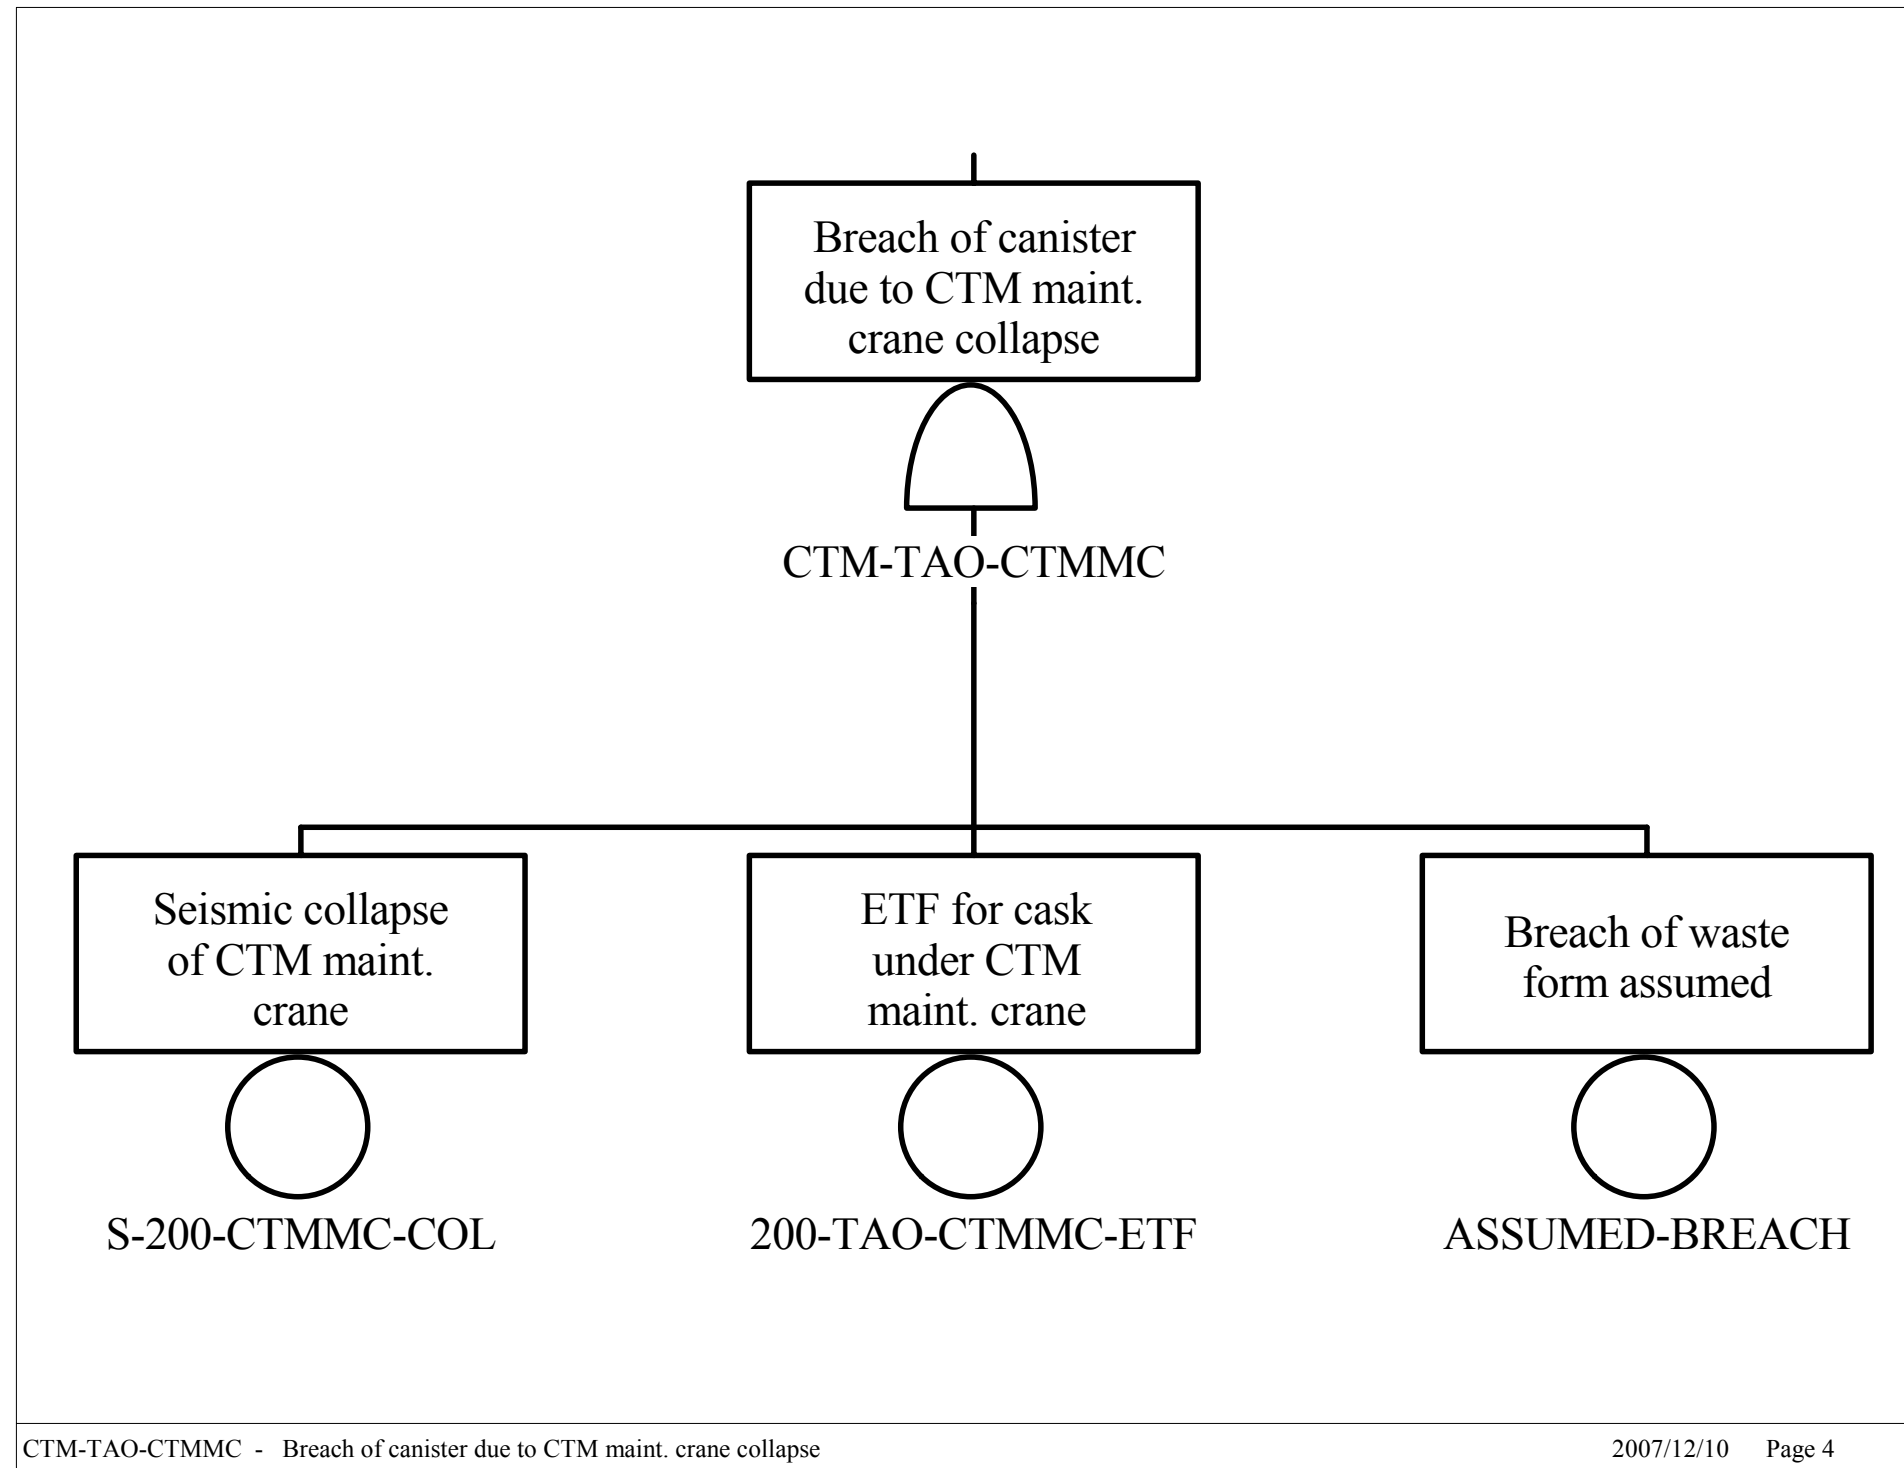 Breach of canister
due to CTM maint.
crane collapse
CTM-TAO-CTMMC
Seismic collapse
of CTM maint.
crane
S-200-CTMMC-COL
ETF for cask
under CTM
maint. crane
200-TAO-CTMMC-ETF
Breach of waste
form assumed
ASSUMED-BREACH
CTM-TAO-CTMMC - Breach of canister due to CTM maint. crane collapse 2007/12/10 Page 4